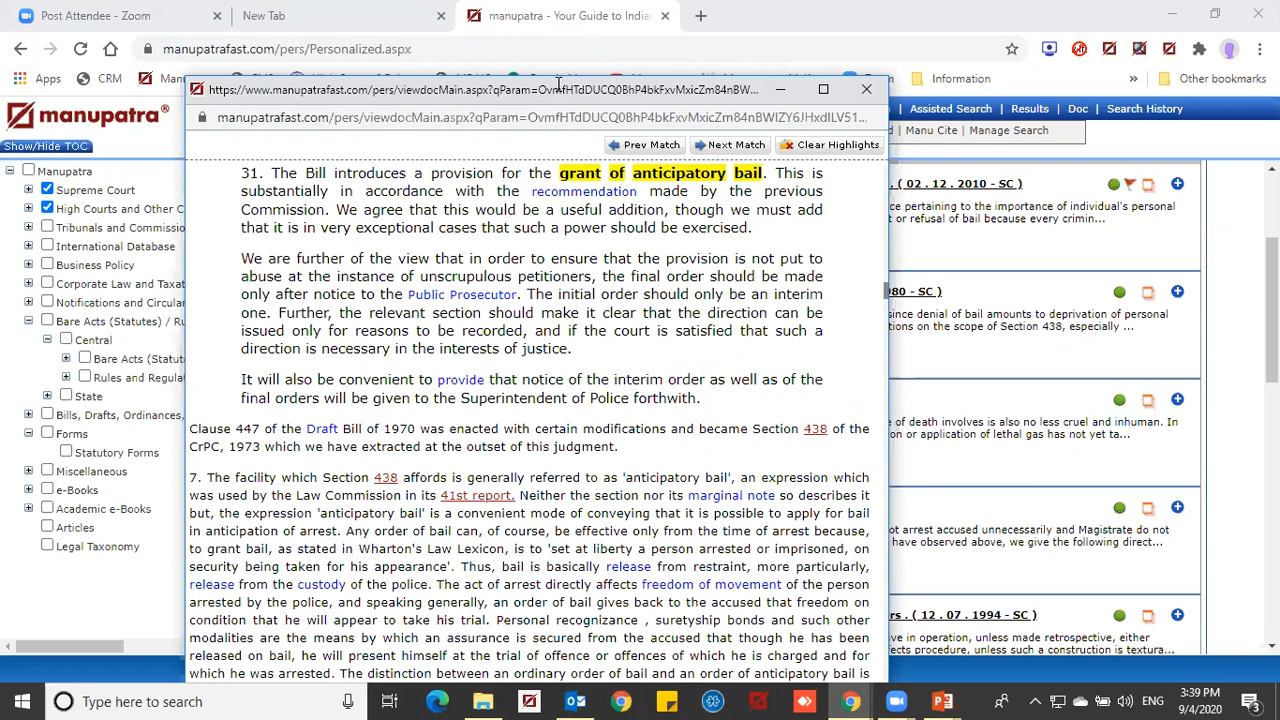 Post Attendee - Zoom
New Tab
manupatra - Your Guide to India
manupatrafast.com/pers/Personalized.aspx
Apps
CRM
Information
Other bookmarks
manupatra
Assisted Search | Results | Doc | Search History
Manu Cite | Manage Search
Show/Hide TOC
Manupatra
Supreme Court
High Courts and Other C
Tribunals and Commissio
International Database
Business Policy
Corporate Law and Taxa
Notifications and Circular
Bare Acts (Statutes) / Ru
Central
Bare Acts (Statut
Rules and Regulat
State
Bills, Drafts, Ordinances,
Forms
Statutory Forms
Miscellaneous
e-Books
Academic e-Books
Articles
Legal Taxonomy
https://www.manupatrafast.com/pers/viewdocMain.aspx?qParam=OvmfHTdDUCQ0BhP4bkFxvMxicZm84nBW...
manupatrafast.com/pers/viewdocMain.aspx?qParam=OvmfHTdDUCQ0BhP4bkFxvMxicZm84nBWIZY6JHxdILV51...
Prev Match
Next Match
Clear Highlights
31. The Bill introduces a provision for the grant of anticipatory bail. This is
substantially in accordance with the recommendation made by the previous
Commission. We agree that this would be a useful addition, though we must add
that it is in very exceptional cases that such a power should be exercised.
We are further of the view that in order to ensure that the provision is not put to
abuse at the instance of unscrupulous petitioners, the final order should be made
only after notice to the Public Prosecutor. The initial order should only be an interim
one. Further, the relevant section should make it clear that the direction can be
issued only for reasons to be recorded, and if the court is satisfied that such a
direction is necessary in the interests of justice.
It will also be convenient to provide that notice of the interim order as well as of the
final orders will be given to the Superintendent of Police forthwith.
Clause 447 of the Draft Bill of 1970 was enacted with certain modifications and became Section 438 of the
CrPC, 1973 which we have extracted at the outset of this judgment.
7. The facility which Section 438 affords is generally referred to as 'anticipatory bail', an expression which
was used by the Law Commission in its 41st report. Neither the section nor its marginal note so describes it
but, the expression 'anticipatory bail' is a convenient mode of conveying that it is possible to apply for bail
in anticipation of arrest. Any order of bail can, of course, be effective only from the time of arrest because,
to grant bail, as stated in Wharton's Law Lexicon, is to 'set at liberty a person arrested or imprisoned, on
security being taken for his appearance'. Thus, bail is basically release from restraint, more particularly,
release from the custody of the police. The act of arrest directly affects freedom of movement of the person
arrested by the police, and speaking generally, an order of bail gives back to the accused that freedom on
condition that he will appear to take his trial. Personal recognizance , suretyship bonds and such other
modalities are the means by which an assurance is secured from the accused that though he has been
released on bail, he will present himself at the trial of offence or offences of which he is charged and for
which he was arrested. The distinction between an ordinary order of bail and an order of anticipatory bail is
. ( 02 . 12 . 2010 - SC )
ce pertaining to the importance of individual's personal
t or refusal of bail because every crimin...
980 - SC )
since denial of bail amounts to deprivation of personal
tions on the scope of Section 438, especially ...
e of death involves is also no less cruel and inhuman. In
on or application of lethal gas has not yet ta...
not arrest accused unnecessarily and Magistrate do not
have observed above, we give the following direct...
rs . ( 12 . 07 . 1994 - SC )
ve in operation, unless made retrospective, either
ffects procedure, unless such a construction is textura...
Type here to search
ENG
3:39 PM
9/4/2020
3